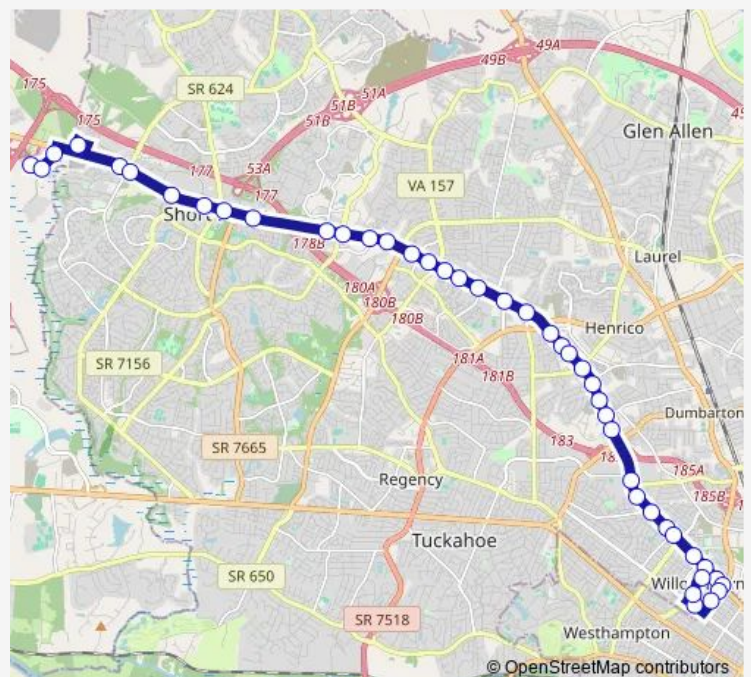 49A
49B
175
SR 624
51A
51B
51B
175
Glen Allen
177
53A
177
VA 157
Short
178B
Laurel
180A
180B
180B
Henrico
181A
SR 7156
181B
Dumbarton
183
SR 7665
185A
Regency
185B
Tuckahoe
SR 650
SR 7518
Westhampton
© OpenStreetMap contributors